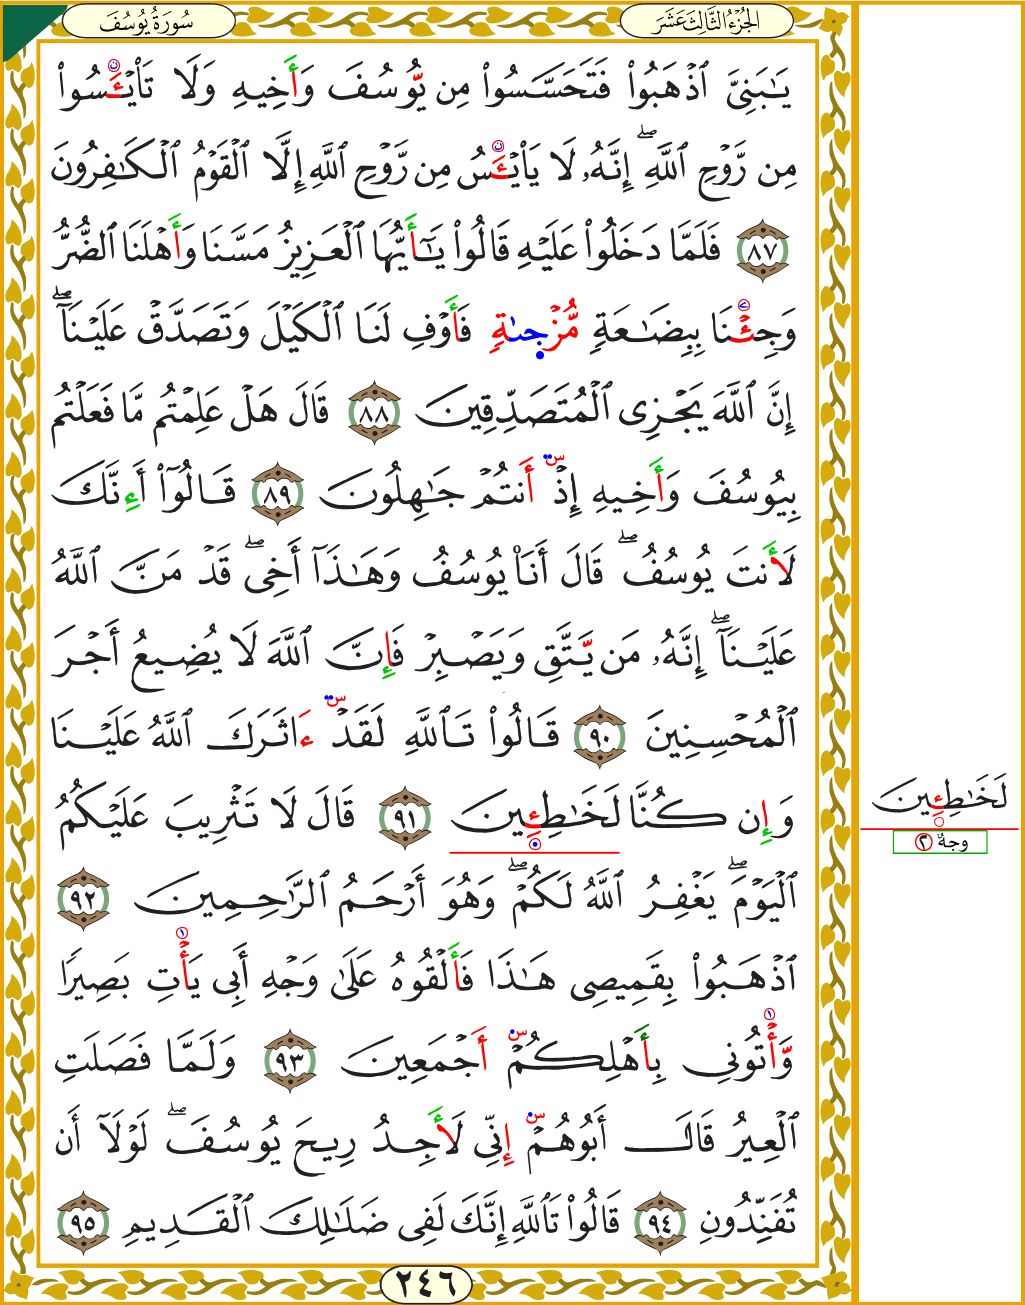 سُورَةُ يُوسُفَ
الجُزْءُ الثَّالِثَ عَشَرَ
يَٰبَنِيَّ ٱذْهَبُوا۟ فَتَحَسَّسُوا۟ مِن يُّوسُفَ وَأَخِيهِ وَلَا تَا۟يْـَٔسُوا۟
مِن رَّوْحِ ٱللَّهِۖ إِنَّهُۥ لَا يَا۟يْـَٔسُ مِن رَّوْحِ ٱللَّهِ إِلَّا ٱلْقَوْمُ ٱلْكَٰفِرُونَ
٨٧ فَلَمَّا دَخَلُوا۟ عَلَيْهِ قَالُوا۟ يَٰٓأَيُّهَا ٱلْعَزِيزُ مَسَّنَا وَأَهْلَنَا ٱلضُّرُّ
وَجِئْنَا بِبِضَٰعَةٍ مُّزْجَىٰةٍ فَأَوْفِ لَنَا ٱلْكَيْلَ وَتَصَدَّقْ عَلَيْنَآۖ
إِنَّ ٱللَّهَ يَجْزِى ٱلْمُتَصَدِّقِينَ ٨٨ قَالَ هَلْ عَلِمْتُم مَّا فَعَلْتُم
بِيُوسُفَ وَأَخِيهِ إِذْ أَنتُمْ جَٰهِلُونَ ٨٩ قَالُوٓا۟ أَءِنَّكَ
لَأَنتَ يُوسُفُۖ قَالَ أَنَا۠ يُوسُفُ وَهَٰذَآ أَخِىۖ قَدْ مَنَّ ٱللَّهُ
عَلَيْنَآۖ إِنَّهُۥ مَن يَّتَّقِ وَيَصْبِرْ فَإِنَّ ٱللَّهَ لَا يُضِيعُ أَجْرَ
ٱلْمُحْسِنِينَ ٩٠ قَالُوا۟ تَٱللَّهِ لَقَدْ ءَاثَرَكَ ٱللَّهُ عَلَيْنَا
وَإِن كُنَّا لَخَٰطِـِٔينَ ٩١ قَالَ لَا تَثْرِيبَ عَلَيْكُمُ
ٱلْيَوْمَۖ يَغْفِرُ ٱللَّهُ لَكُمْۖ وَهُوَ أَرْحَمُ ٱلرَّٰحِمِينَ ٩٢
ٱذْهَبُوا۟ بِقَمِيصِى هَٰذَا فَأَلْقُوهُ عَلَىٰ وَجْهِ أَبِى يَأْتِ بَصِيرًا
وَّأْتُونِى بِأَهْلِكُمْ أَجْمَعِينَ ٩٣ وَلَمَّا فَصَلَتِ
ٱلْعِيرُ قَالَ أَبُوهُمْ إِنِّى لَأَجِدُ رِيحَ يُوسُفَۖ لَوْلَآ أَن
تُفَنِّدُونِ ٩٤ قَالُوا۟ تَٱللَّهِ إِنَّكَ لَفِى ضَلَٰلِكَ ٱلْقَدِيمِ ٩٥
٢٤٦
لَخَٰطِـِٔينَ
وجهٌ ٢